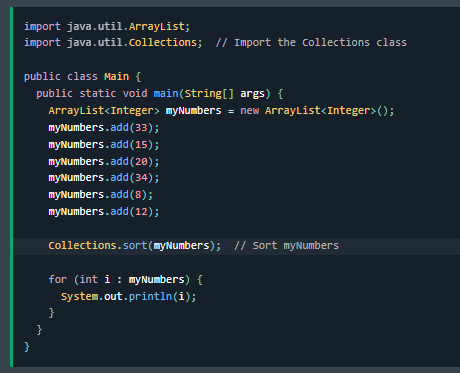 import java.util.ArrayList;
import java.util.Collections;  // Import the Collections class

public class Main {
  public static void main(String[] args) {
    ArrayList<Integer> myNumbers = new ArrayList<Integer>();
    myNumbers.add(33);
    myNumbers.add(15);
    myNumbers.add(20);
    myNumbers.add(34);
    myNumbers.add(8);
    myNumbers.add(12);

    Collections.sort(myNumbers);  // Sort myNumbers

    for (int i : myNumbers) {
      System.out.println(i);
    }
  }
}